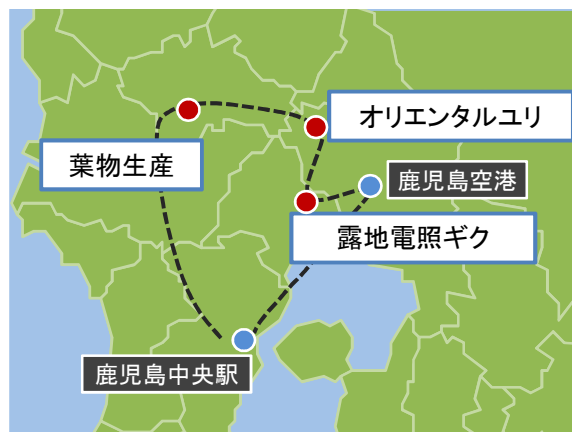 オリエンタルユリ
葉物生産
鹿児島空港
露地電照ギク
鹿児島中央駅